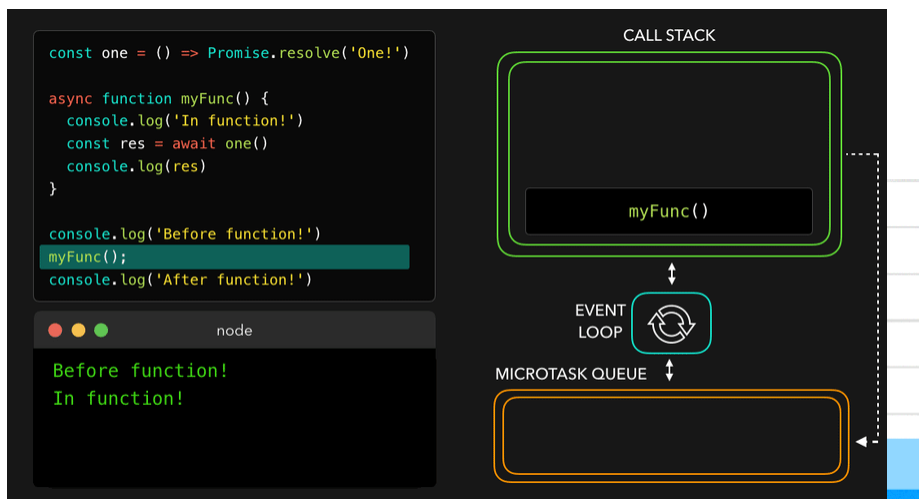 const one = () => Promise.resolve('One!')
async function myFunc() {
  console.log('In function!')
  const res = await one()
  console.log(res)
}
console.log('Before function!')
myFunc();
console.log('After function!')
node
Before function!
In function!
CALL STACK
myFunc()
EVENT
LOOP
MICROTASK QUEUE